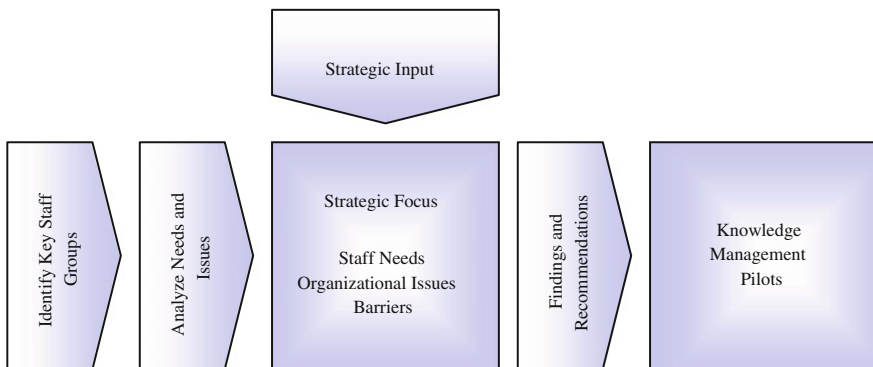 Strategic Input
Identify Key Staff
Groups
Analyze Needs and
Issues
Strategic Focus
Staff Needs
Organizational Issues
Barriers
Findings and
Recommendations
Knowledge
Management
Pilots